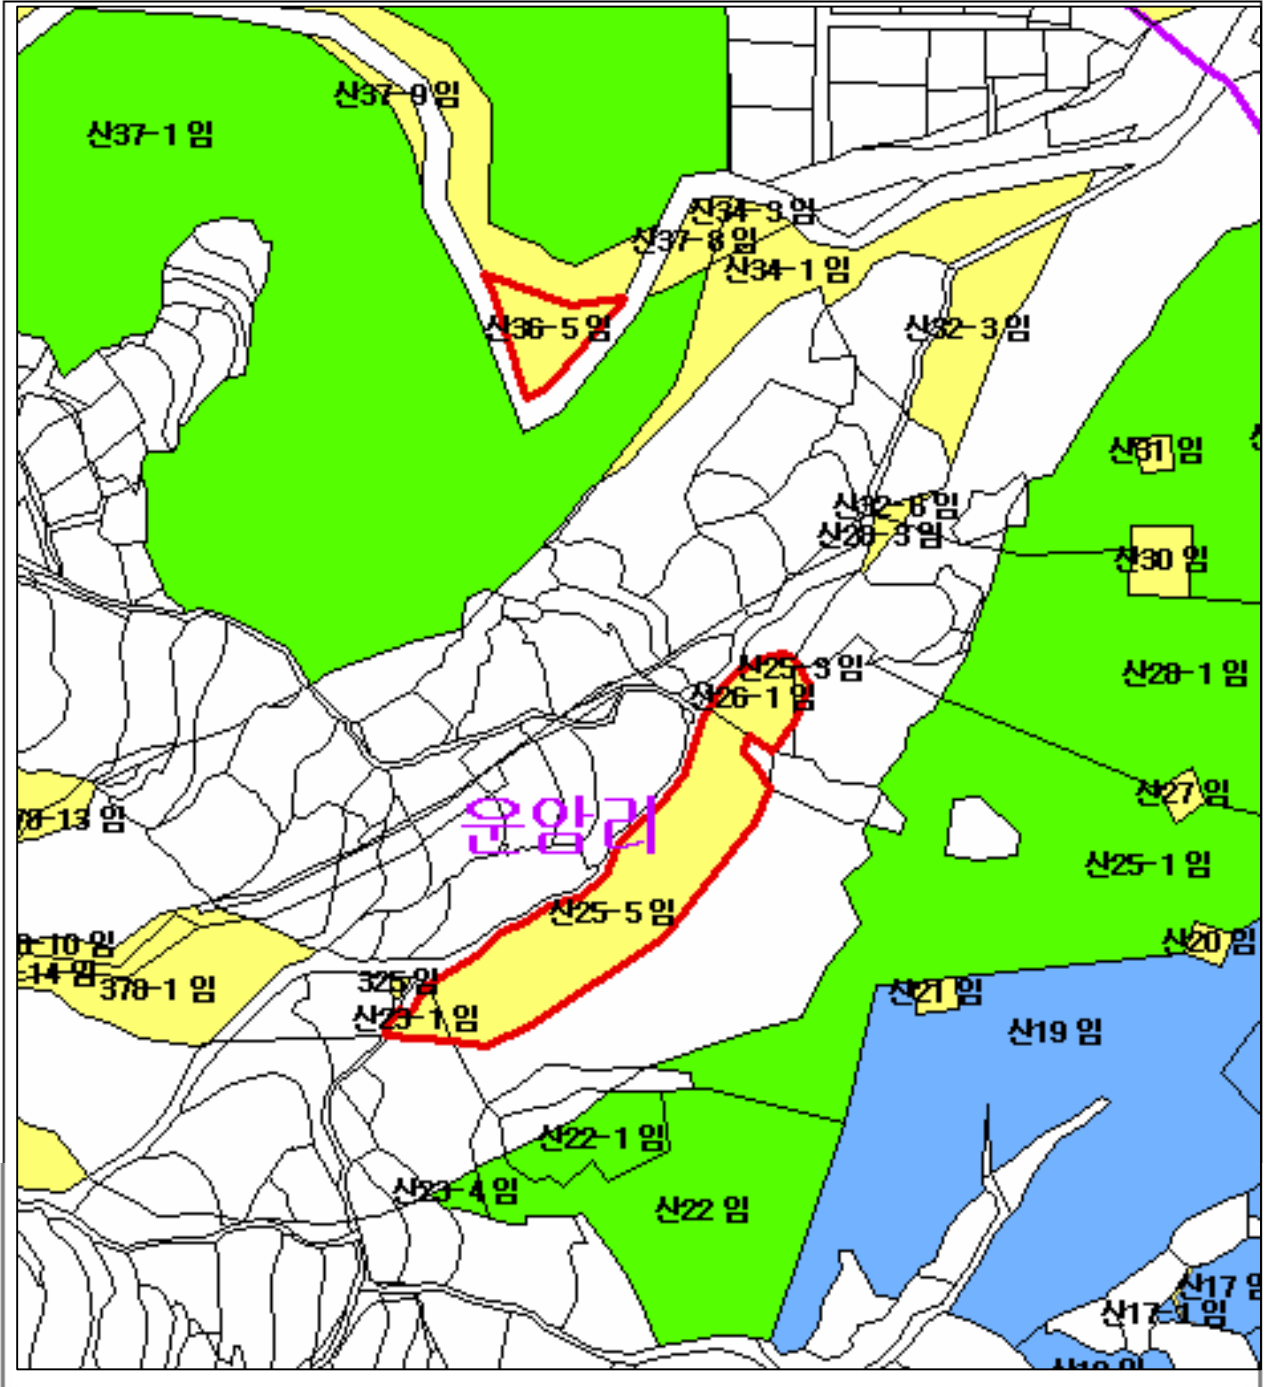 산37-9 임
산37-1 임
산34-3 임
산37-8 임
산34-1 임
산36-5 임
산32-3 임
산31 임
산32-6 임
산28-3 임
산30 임
산25-3 임
산28-1 임
산26-1 임
산27 임
운암리
78-13 임
산25-1 임
산25-5 임
산20 임
8-10 임
-14 임
378-1 임
325 임
산21 임
산23-1 임
산19 임
산22-1 임
산23-4 임
산22 임
산17 임
산17-1 임